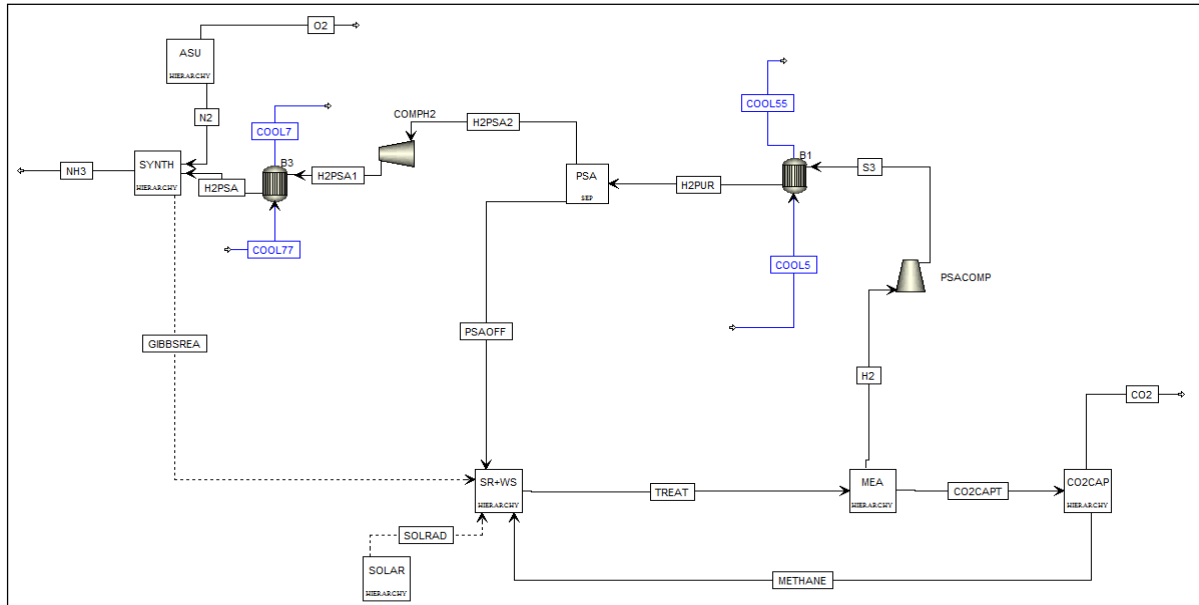 O2
ASU
HIERARCHY
N2
COOL7
COMPH2
H2PSA2
COOL55
SYNTH
HIERARCHY
NH3
H2PSA
B3
H2PSA1
PSA
SEP
H2PUR
B1
S3
COOL77
COOL5
PSACOMP
GIBBSREA
PSAOFF
H2
CO2
SR+WS
HIERARCHY
TREAT
MEA
HIERARCHY
CO2CAPT
CO2CAP
HIERARCHY
SOLRAD
SOLAR
HIERARCHY
METHANE